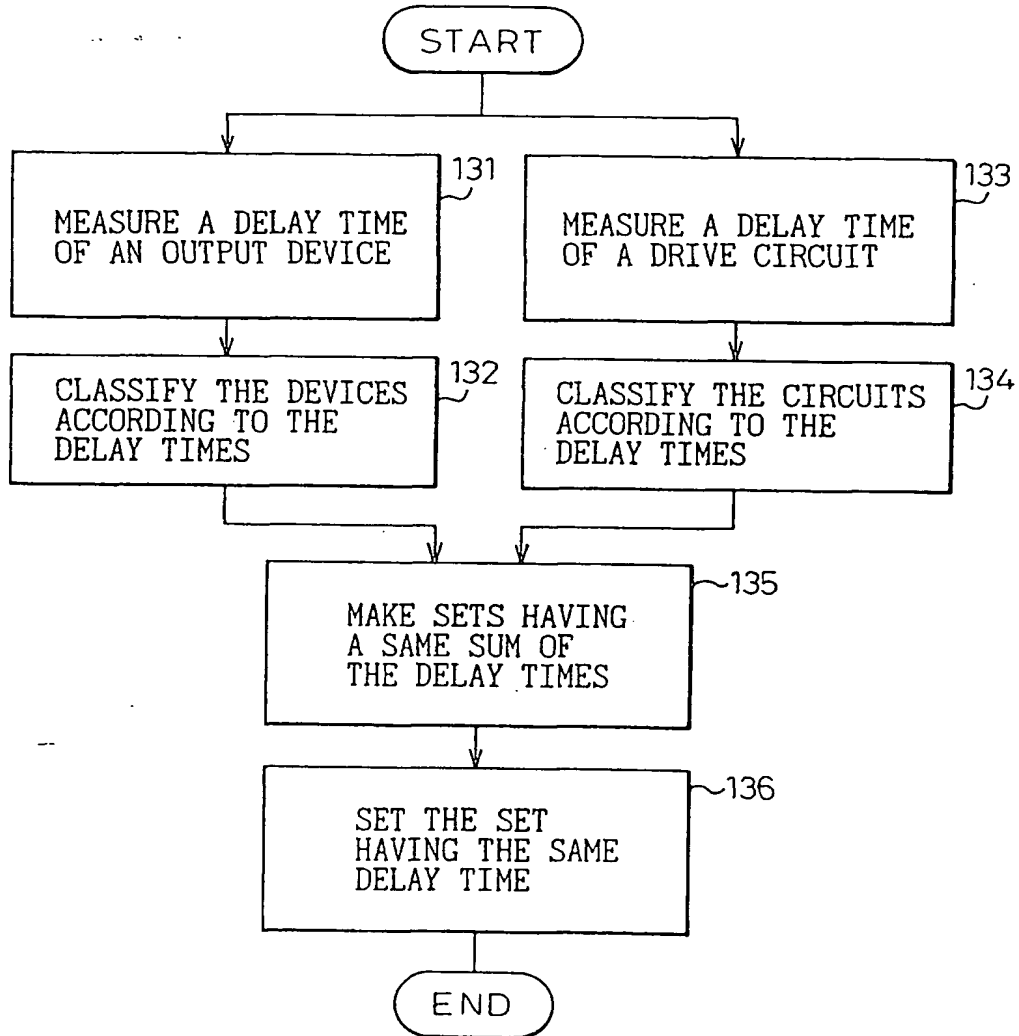 START
131
MEASURE A DELAY TIME
OF AN OUTPUT DEVICE
133
MEASURE A DELAY TIME
OF A DRIVE CIRCUIT
132
CLASSIFY THE DEVICES
ACCORDING TO THE
DELAY TIMES
134
CLASSIFY THE CIRCUITS
ACCORDING TO THE
DELAY TIMES
135
MAKE SETS HAVING
A SAME SUM OF
THE DELAY TIMES
136
SET THE SET
HAVING THE SAME
DELAY TIME
END